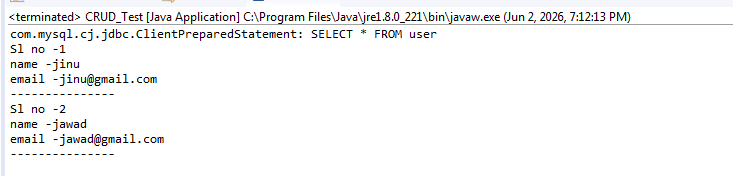 <terminated> CRUD_Test [Java Application] C:\Program Files\Java\jre1.8.0_221\bin\javaw.exe (Jun 2, 2026, 7:12:13 PM)
com.mysql.cj.jdbc.ClientPreparedStatement: SELECT * FROM user
Sl no -1
name -jinu
email -jinu@gmail.com
---------------
Sl no -2
name -jawad
email -jawad@gmail.com
---------------